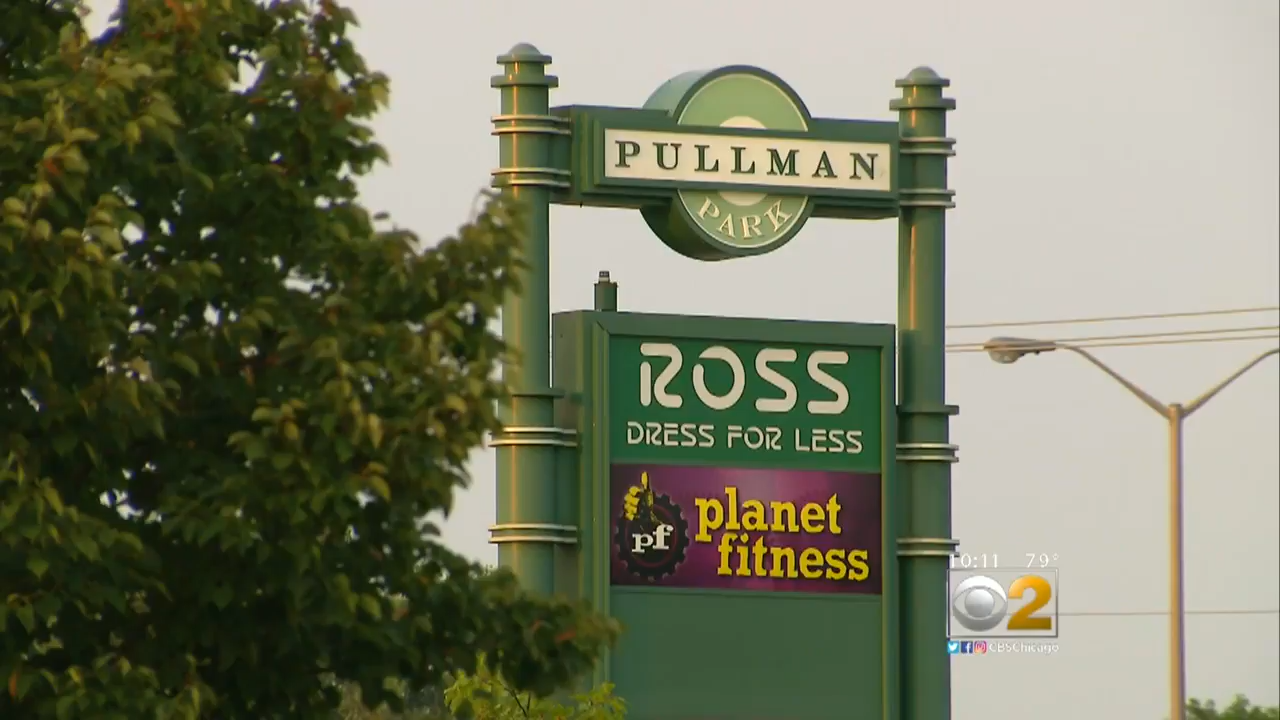 PULLMAN
PARK
ROSS
DRESS FOR LESS
pf
planet
fitness
10:11 79°
2
CBSChicago